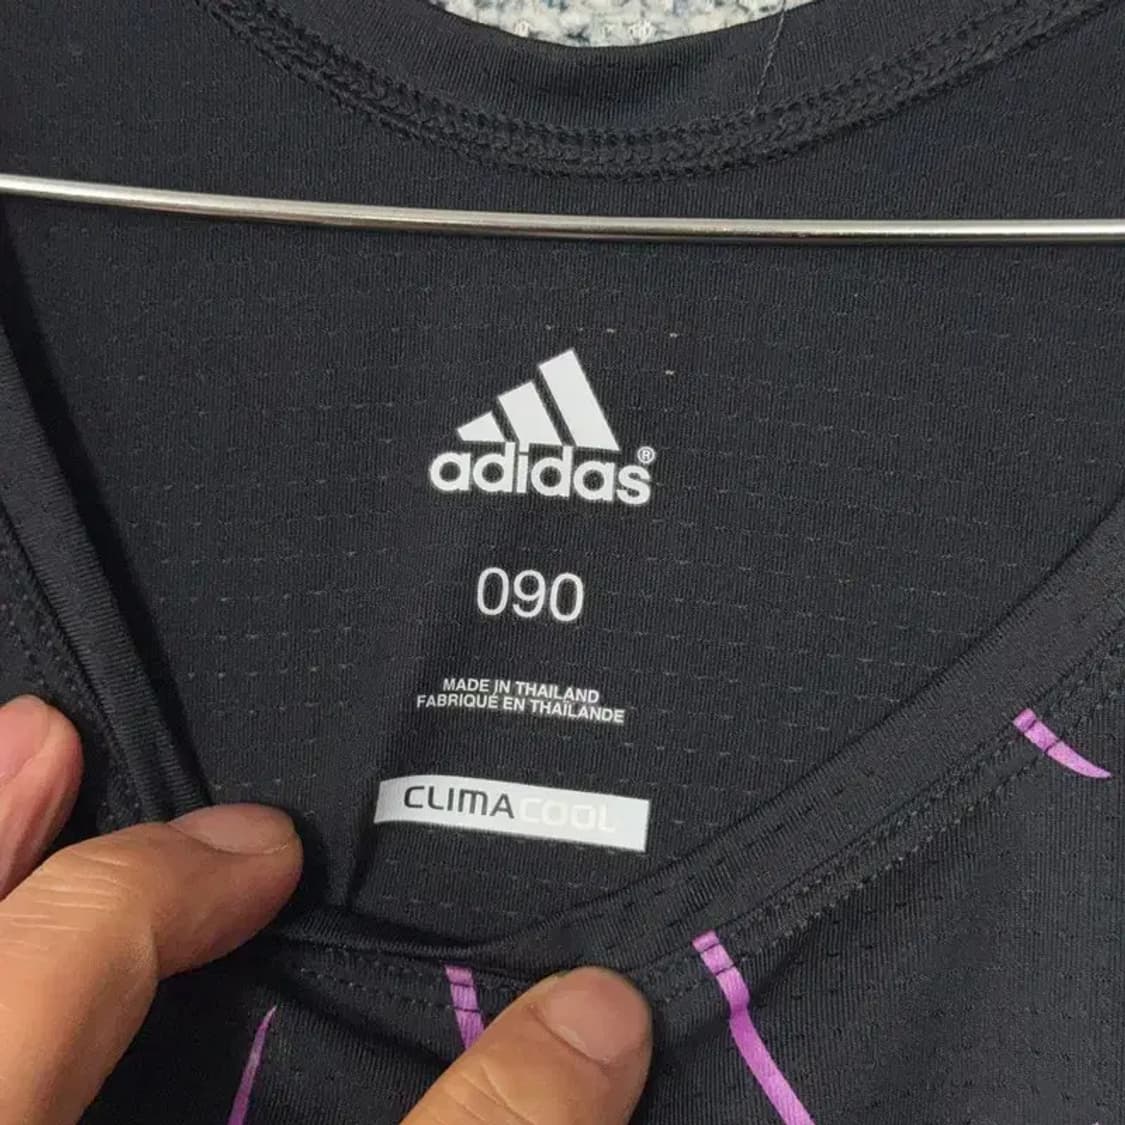 adidas®
090
MADE IN THAILAND
FABRIQUÉ EN THAÏLANDE
CLIMACOOL